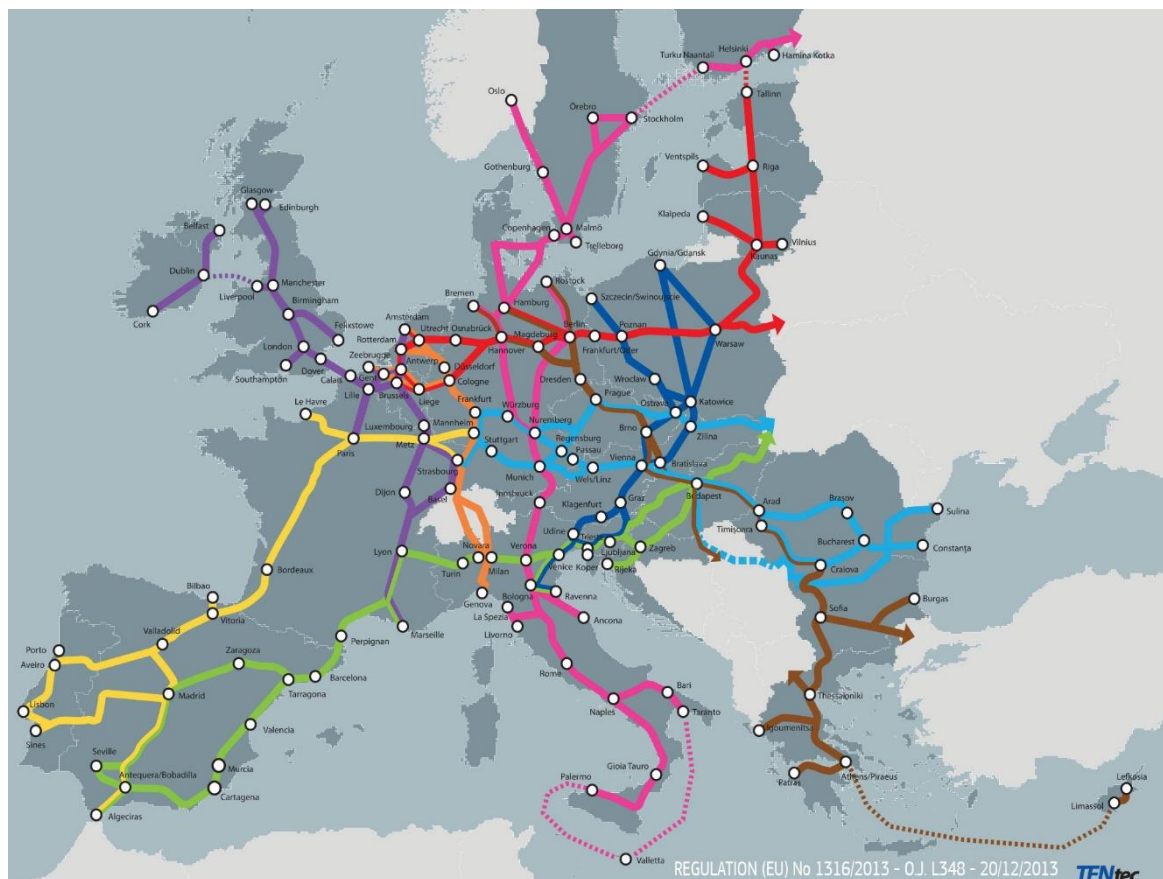 Helsinki
Turku Naantali
Hamina Kotka
Oslo
Örebro
Stockholm
Tallinn
Ventspils
Riga
Gothenburg
Glasgow
Edinburgh
Klaipeda
Belfast
Malmö
Copenhagen
Trelleborg
Vilnius
Kaunas
Gdynia/Gdansk
Dublin
Manchester
Liverpool
Rostock
Szczecin/Swinoujscie
Cork
Birmingham
Bremen
Hamburg
Felixstowe
Amsterdam
Utrecht
Osnabrück
Magdeburg
Berlin
Poznan
Warsaw
London
Rotterdam
Hannover
Frankfurt/Oder
Zeebrugge
Antwerp
Düsseldorf
Dover
Southampton
Calais
Gent
Cologne
Dresden
Wroclaw
Lille
Brussels
Liege
Le Havre
Frankfurt
Würzburg
Prague
Ostrava
Katowice
Luxembourg
Mannheim
Nuremberg
Brno
Zilina
Paris
Metz
Stuttgart
Regensburg
Passau
Strasbourg
Vienna
Bratislava
Munich
Wels/Linz
Dijon
Basel
Budapest
Innsbruck
Klagenfurt
Graz
Arad
Braşov
Sulina
Timişoara
Udine
Lyon
Novara
Verona
Trieste
Ljubljana
Zagreb
Bucharest
Constanţa
Turin
Milan
Venice
Koper
Rijeka
Craiova
Bordeaux
Genova
Bologna
Ravenna
Bilbao
La Spezia
Sofia
Burgas
Vitoria
Livorno
Ancona
Marseille
Valladolid
Perpignan
Porto
Zaragoza
Aveiro
Rome
Barcelona
Madrid
Tarragona
Bari
Thessaloniki
Lisbon
Naples
Taranto
Sines
Valencia
Igoumenitsa
Seville
Murcia
Gioia Tauro
Antequera/Bobadilla
Palermo
Patras
Athens/Piraeus
Lefkosia
Cartagena
Limassol
Algeciras
Valletta
REGULATION (EU) No 1316/2013 - O.J. L348 - 20/12/2013
TENtec